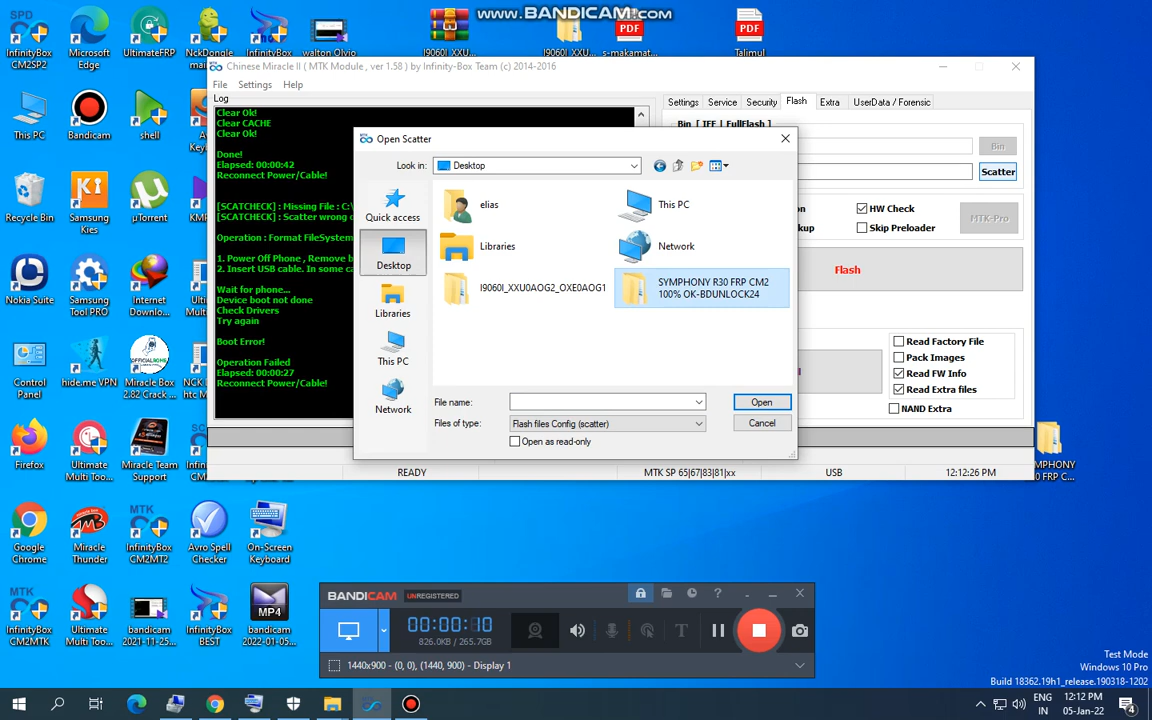 www.BANDICAM.com
SPD
InfinityBox
CM2SP2
Microsoft
Edge
UltimateFRP
NckDongle
InfinityBox
walton Olvio
I9060I_XXU...
I9060I_XXU...
s-makamat...
Talimul
PDF
PDF
Chinese Miracle II ( MTK Module , ver 1.58 ) by Infinity-Box Team (c) 2014-2016
File
Settings
Help
Log
Clear Ok!
Clear CACHE
Clear Ok!
Done!
Elapsed: 00:00:42
Reconnect Power/Cable!
[SCATCHECK] : Missing File : C:\
[SCATCHECK] : Scatter wrong
Operation : Format FileSystem
1. Power Off Phone , Remove b
2. Insert USB cable. In some ca
Wait for phone...
Device boot not done
Check Drivers
Try again
Boot Error!
Operation Failed
Elapsed: 00:00:27
Reconnect Power/Cable!
Settings
Service
Security
Flash
Extra
UserData / Forensic
Bin [ IFF | FullFlash ]
Bin
Scatter
HW Check
Skip Preloader
MTK-Pro
Flash
Read Factory File
Pack Images
Read FW Info
Read Extra files
NAND Extra
READY
MTK SP 65|67|83|81|xx
USB
12:12:26 PM
Open Scatter
Look in:
Desktop
Quick access
Desktop
Libraries
This PC
Network
elias
This PC
Libraries
Network
I9060I_XXU0AOG2_OXE0AOG1
SYMPHONY R30 FRP CM2
100% OK-BDUNLOCK24
File name:
Open
Files of type:
Flash files Config (scatter)
Cancel
Open as read-only
This PC
Bandicam
shell
Recycle Bin
Samsung
Kies
µTorrent
Nokia Suite
Samsung
Tool PRO
Internet
Downlo...
Control
Panel
hide.me VPN
Miracle Box
2.82 Crack ...
Firefox
Ultimate
Multi Too...
Miracle Team
Support
Google
Chrome
Miracle
Thunder
MTK
InfinityBox
CM2MT2
Avro Spell
Checker
On-Screen
Keyboard
MTK
InfinityBox
CM2MTK
Ultimate
Multi Too...
bandicam
2021-11-25...
InfinityBox
BEST
MP4
bandicam
2022-01-05...
R30 FRP C...
BANDICAM
UNREGISTERED
00:00:10
826.0KB / 265.7GB
1440x900 - (0, 0), (1440, 900) - Display 1
Test Mode
Windows 10 Pro
Build 18362.19h1_release.190318-1202
ENG
IN
12:12 PM
05-Jan-22
4